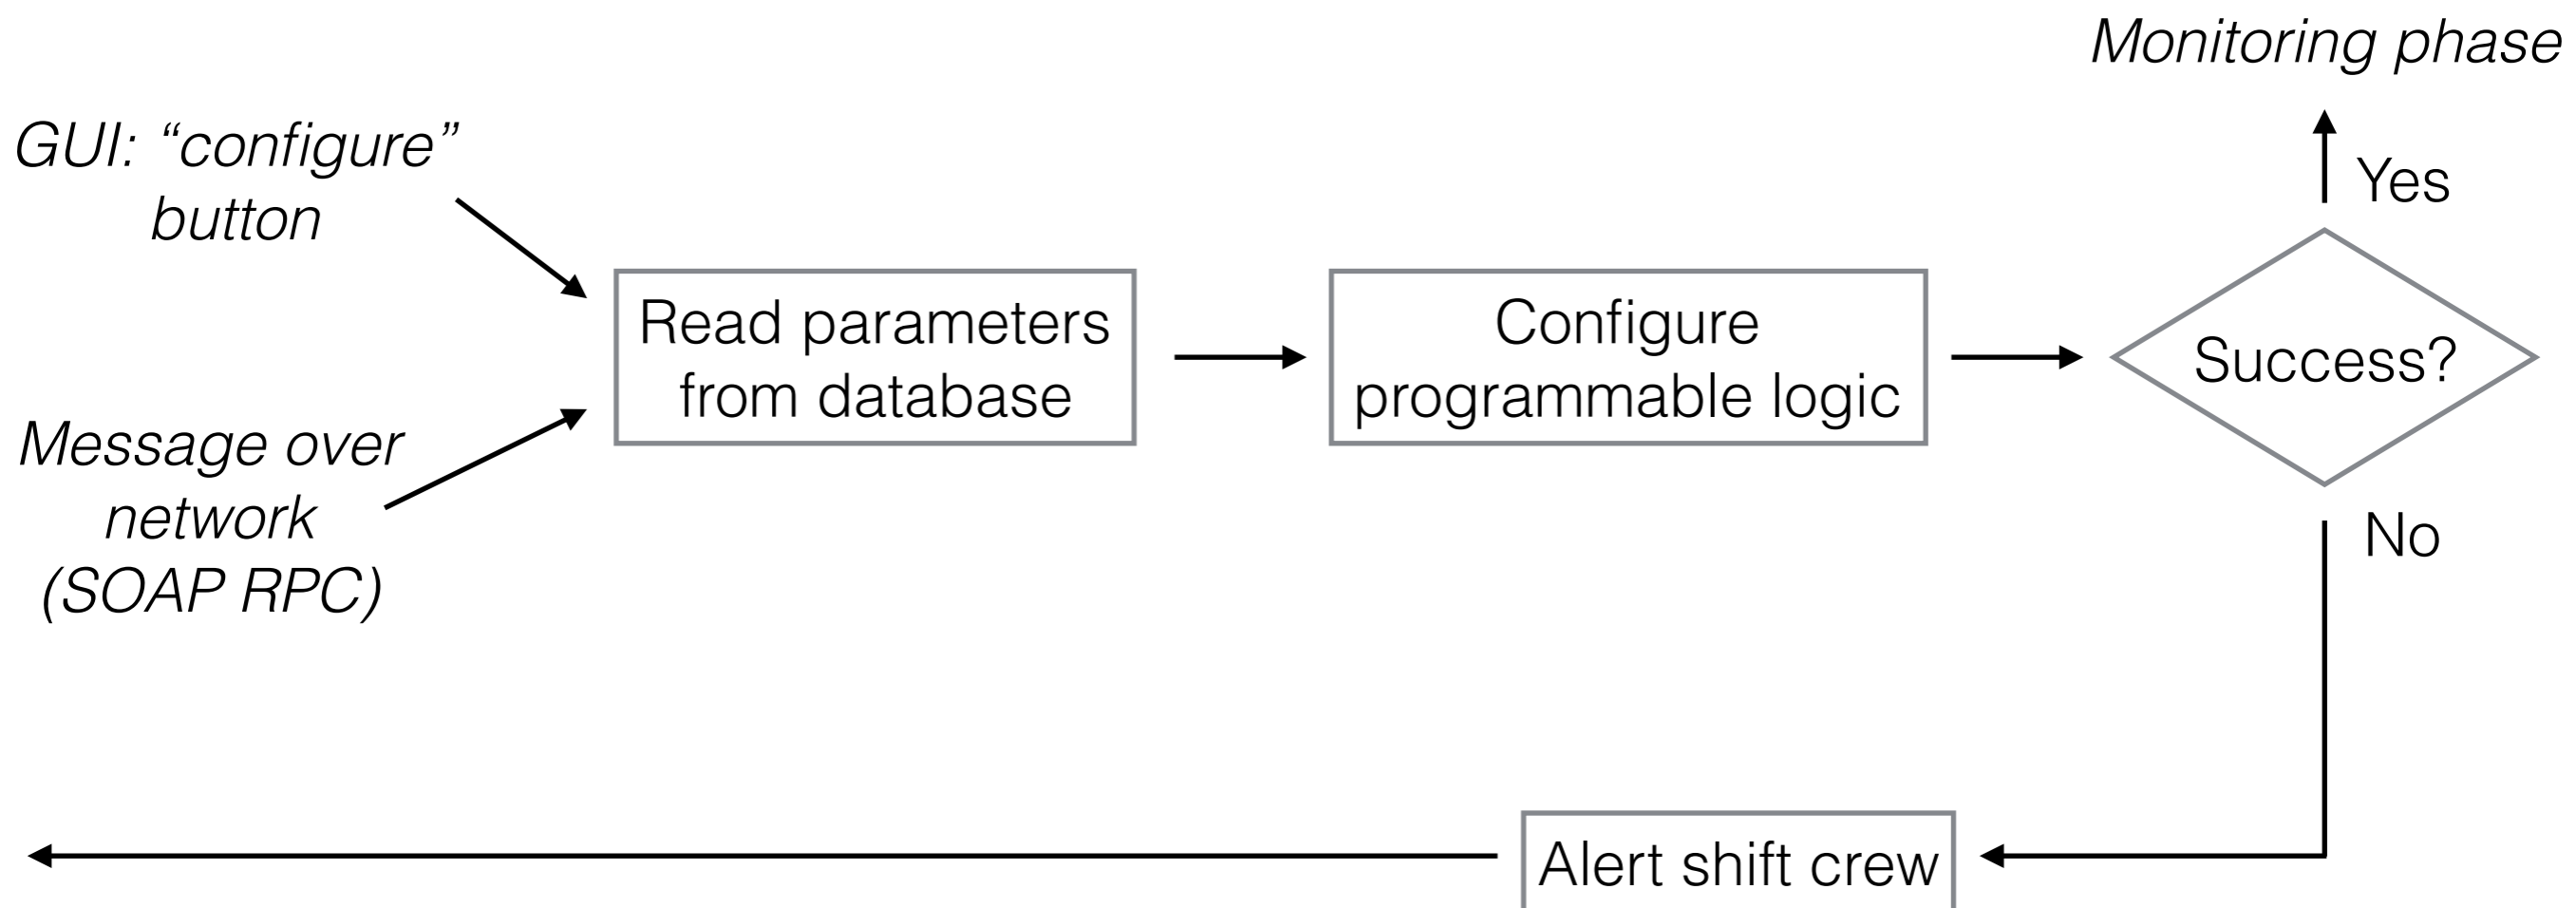 Monitoring phase
GUI: “configure”
button
Yes
Read parameters
from database
Configure
programmable logic
Success?
Message over
network
(SOAP RPC)
No
Alert shift crew